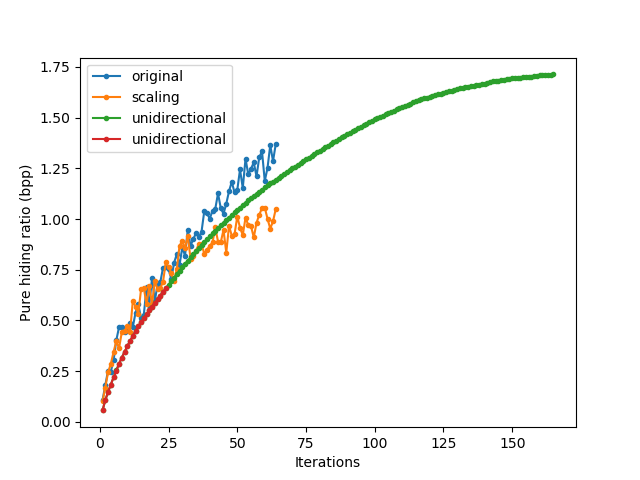 original
scaling
unidirectional
unidirectional
1.75
1.50
1.25
1.00
0.75
0.50
0.25
0.00
Pure hiding ratio (bpp)
0 25 50 75 100 125 150
Iterations